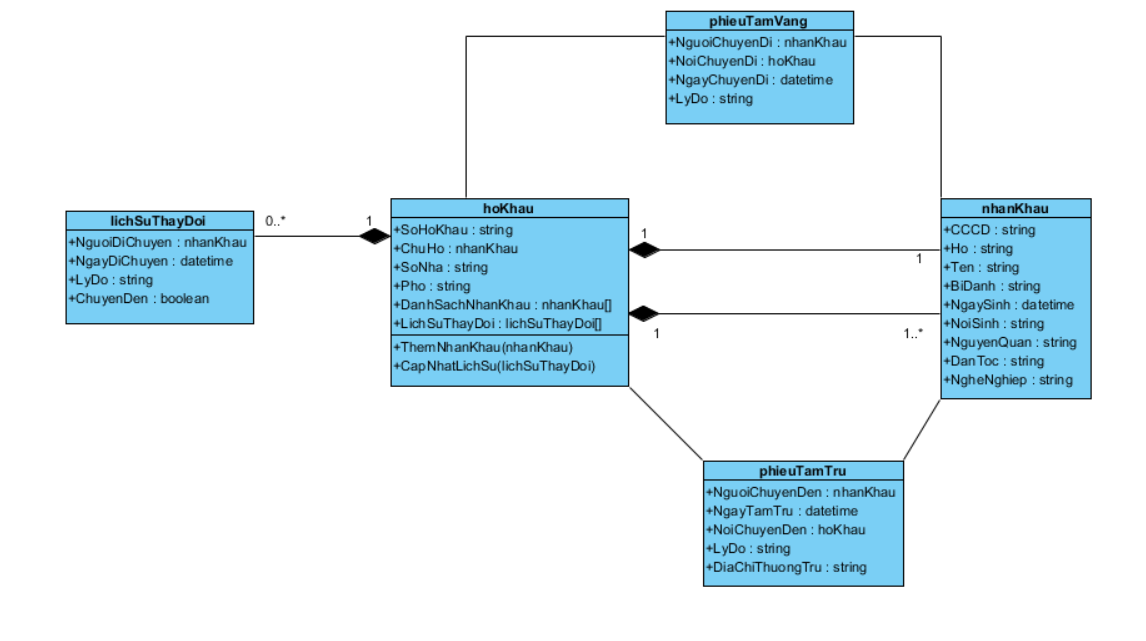 phieuTamVang
+NguoiChuyenDi : nhanKhau
+NoiChuyenDi : hoKhau
+NgayChuyenDi : datetime
+LyDo : string
lichSuThayDoi
+NguoiDiChuyen : nhanKhau
+NgayDiChuyen : datetime
+LyDo : string
+ChuyenDen : boolean
0..*
1
hoKhau
+SoHoKhau : string
+ChuHo : nhanKhau
+SoNha : string
+Pho : string
+DanhSachNhanKhau : nhanKhau[]
+LichSuThayDoi : lichSuThayDoi[]
+ThemNhanKhau(nhanKhau)
+CapNhatLichSu(lichSuThayDoi)
1
1
1
1..*
nhanKhau
+CCCD : string
+Ho : string
+Ten : string
+BiDanh : string
+NgaySinh : datetime
+NoiSinh : string
+NguyenQuan : string
+DanToc : string
+NgheNghiep : string
phieuTamTru
+NguoiChuyenDen : nhanKhau
+NgayTamTru : datetime
+NoiChuyenDen : hoKhau
+LyDo : string
+DiaChiThuongTru : string